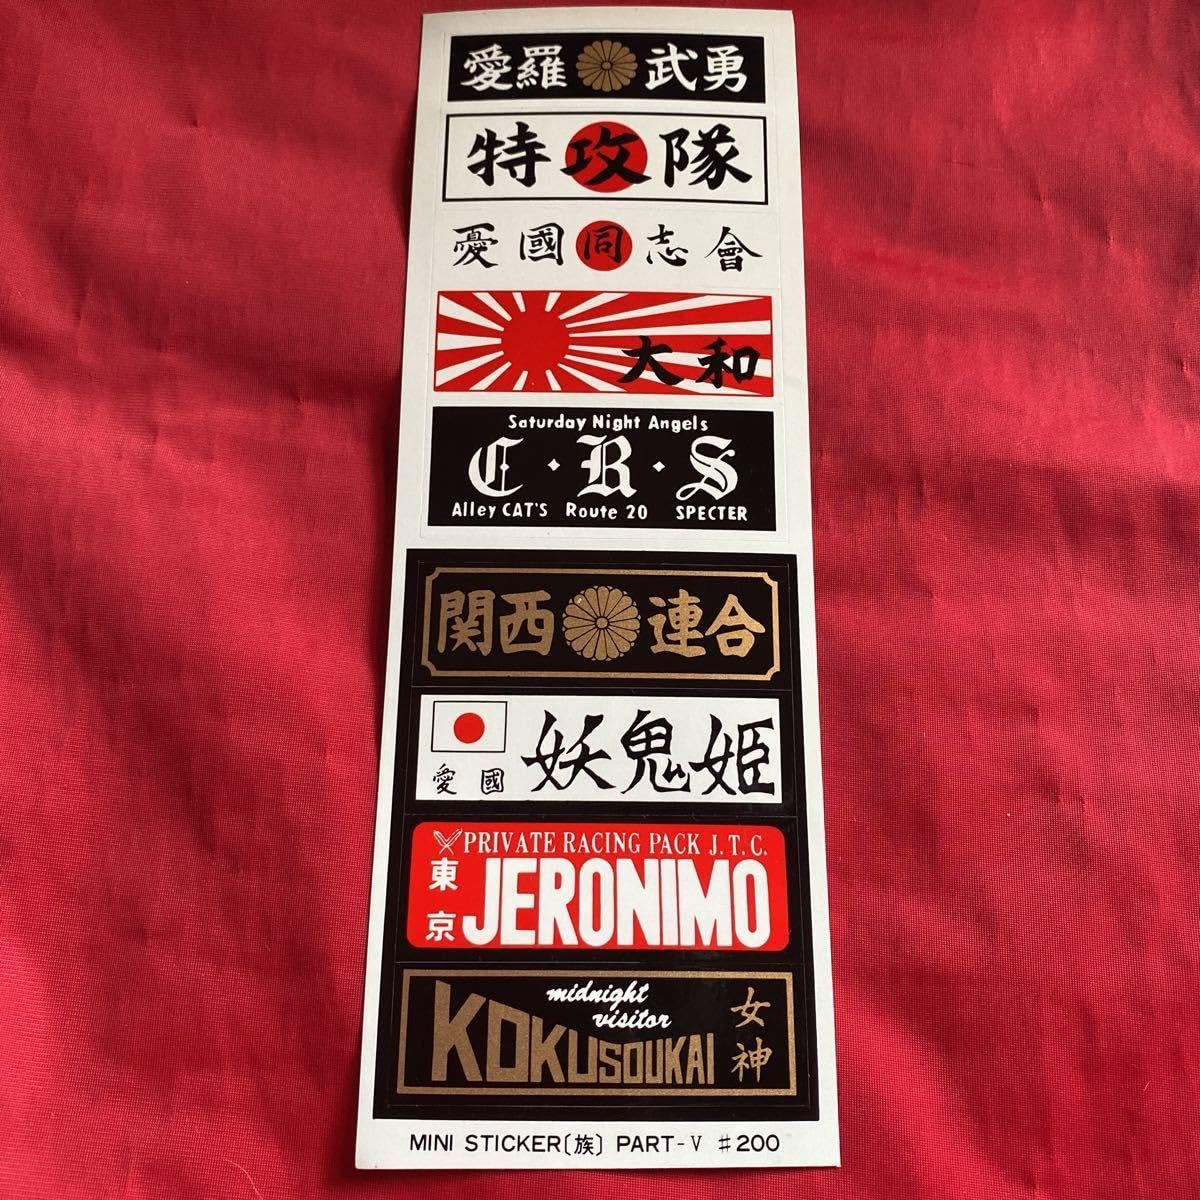 愛羅武勇
特攻隊
憂國同志會
大和
Saturday Night Angels
C・R・S
Alley CAT'S Route 20 SPECTER
関西連合
愛國
妖鬼姫
PRIVATE RACING PACK J.T.C.
東京
JERONIMO
midnight
visitor
KOKUSOUKAI
女神
MINI STICKER〔族〕 PART-V #200